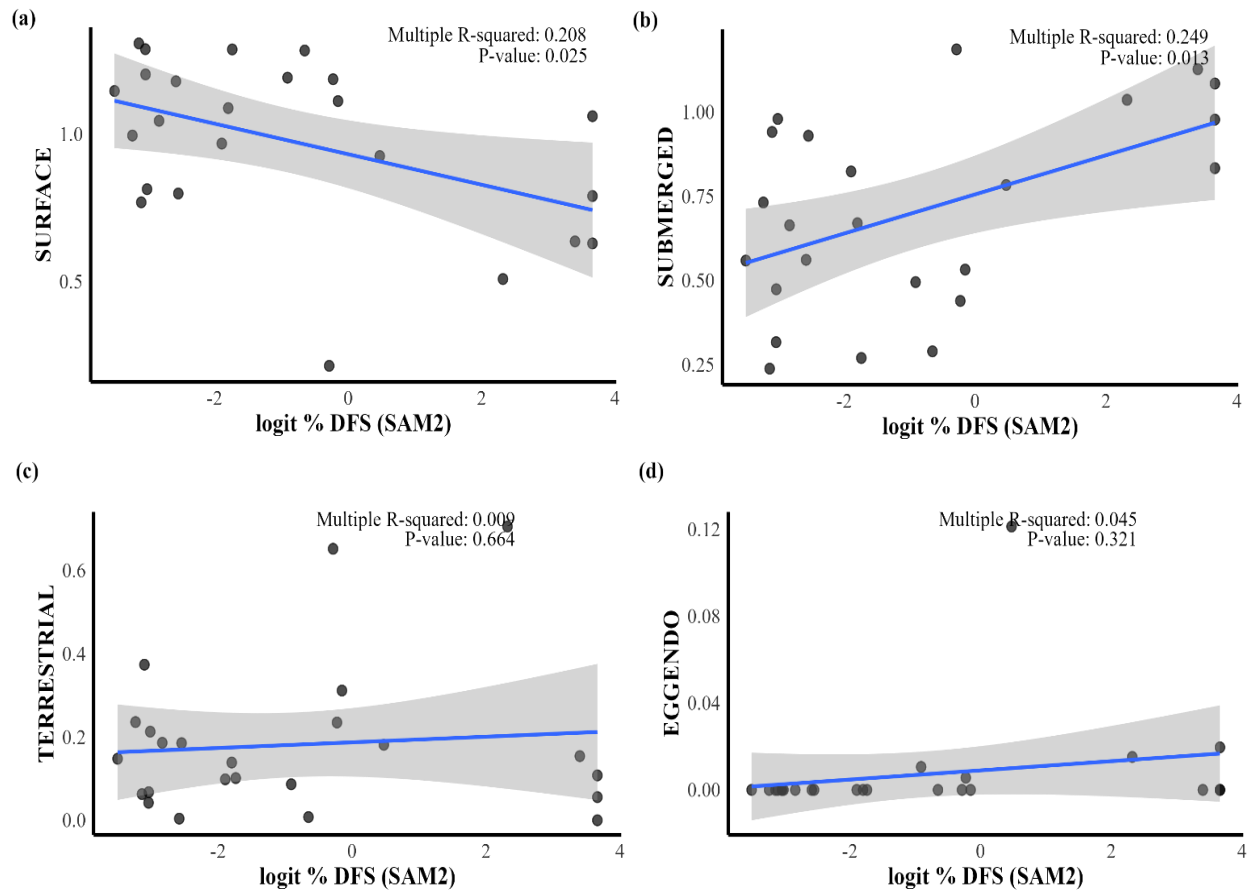 (a)
Multiple R-squared: 0.208
P-value: 0.025
SURFACE
1.0
0.5
-2
0
2
4
logit % DFS (SAM2)
(b)
Multiple R-squared: 0.249
P-value: 0.013
SUBMERGED
1.00
0.75
0.50
0.25
-2
0
2
4
logit % DFS (SAM2)
(c)
Multiple R-squared: 0.009
P-value: 0.664
TERRESTRIAL
0.6
0.4
0.2
0.0
-2
0
2
4
logit % DFS (SAM2)
(d)
Multiple R-squared: 0.045
P-value: 0.321
EGGENDO
0.12
0.08
0.04
0.00
-2
0
2
4
logit % DFS (SAM2)